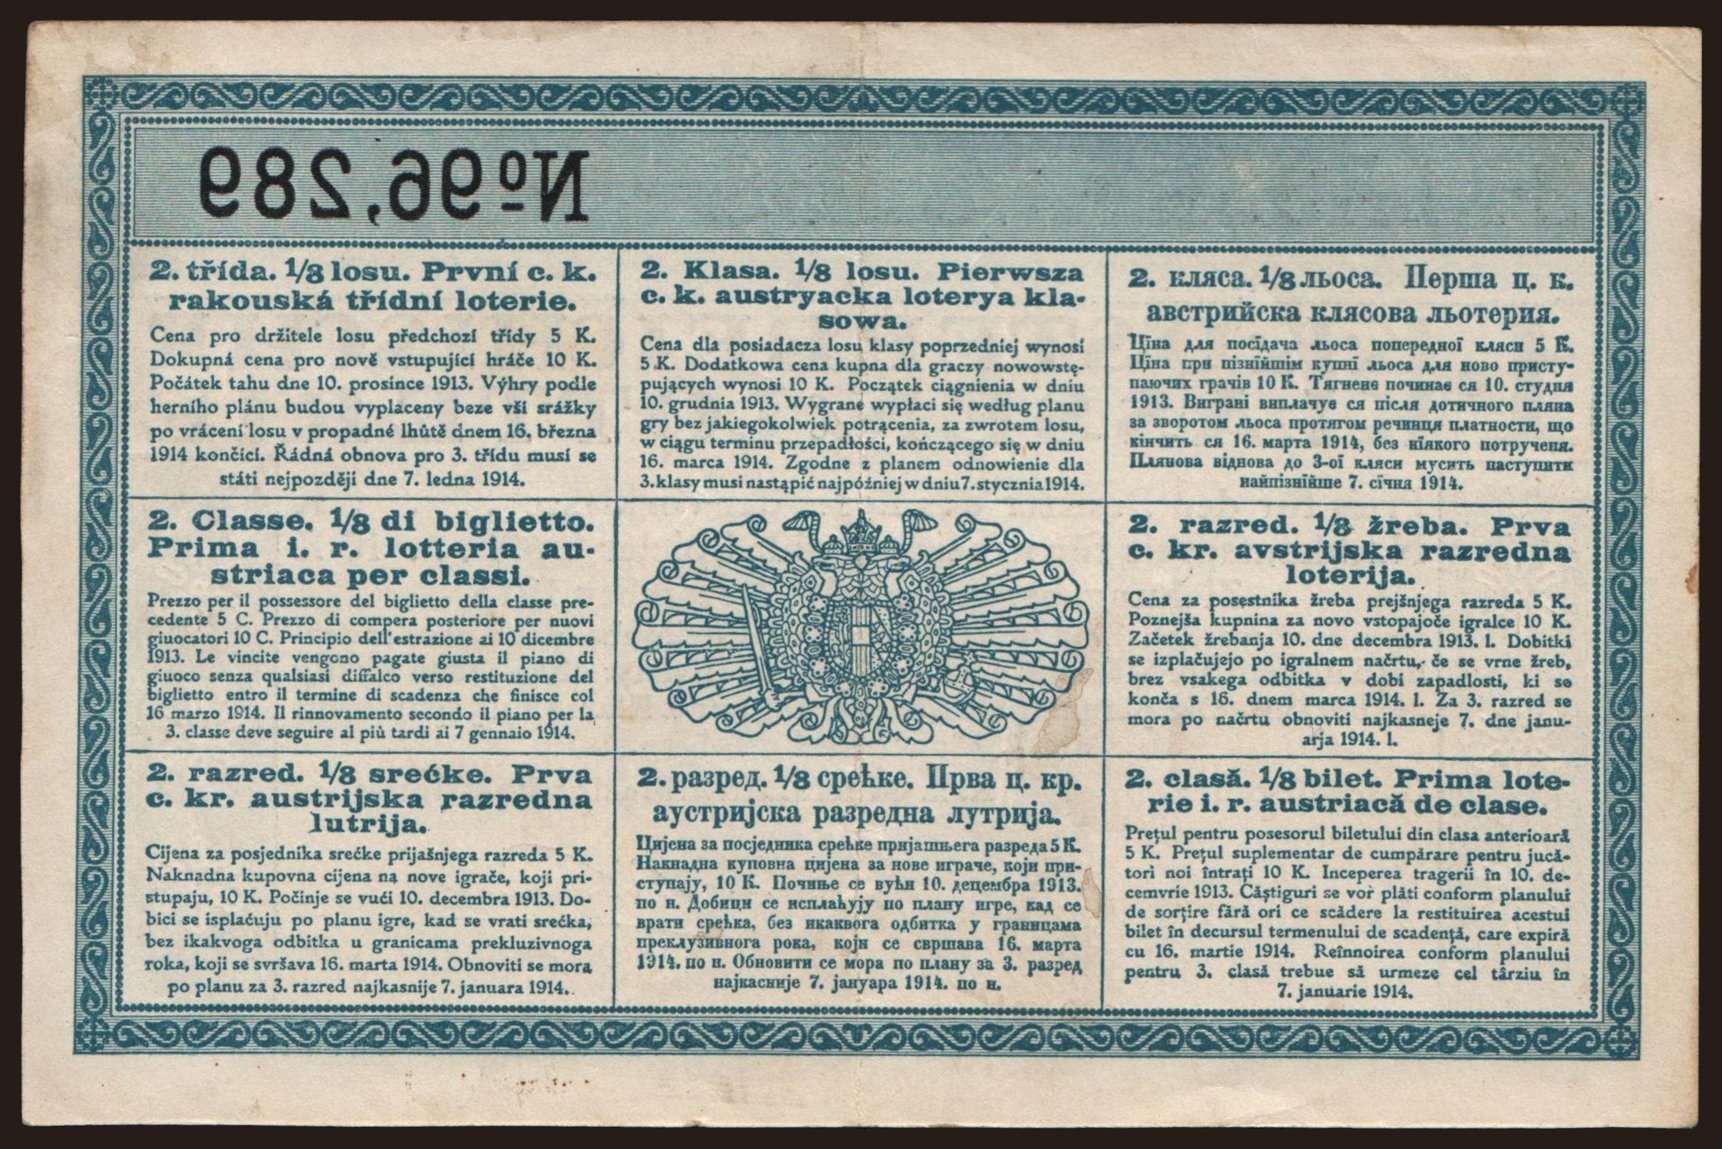 № 96,289
2. třída. 1/8 losu. První c. k.
rakouská třídní loterie.
Cena pro držitele losu předchozí třídy 5 K.
Dokupná cena pro nově vstupující hráče 10 K.
Počátek tahu dne 10. prosince 1913. Výhry podle
herního plánu budou vyplaceny beze vší srážky
po vrácení losu v propadné lhůtě dnem 16. března
1914 končící. Řádná obnova pro 3. třídu musí se
státi nejpozději dne 7. ledna 1914.
2. Klasa. 1/8 losu. Pierwsza
c. k. austryacka loterya kla-
sowa.
Cena dla posiadacza losu klasy poprzedniej wynosi
5 K. Dodatkowa cena kupna dla graczy nowowstę-
pujących wynosi 10 K. Początek ciągnienia w dniu
10. grudnia 1913. Wygrane wypłaci się według planu
gry bez jakiegokolwiek potrącenia, za zwrotem losu,
w ciągu terminu przepadłości, kończącego się w dniu
16. marca 1914. Zgodne z planem odnowienie dla
3. klasy musi nastąpić najpóźniej w dniu 7. stycznia 1914.
2. кляса. 1/8 льоса. Перша ц. к.
австрийска клясова льотерия.
Ціна для посїдача льоса попередної кляси 5 К.
Ціна при пізнїйшім купнї льоса для ново присту-
паючих грачів 10 К. Тягненє починає ся 10. студня
1913. Виграні виплачує ся після дотичного пляна
за зворотом льоса протягом речинця платности, що
кінчить ся 16. марта 1914, без нїякого потрученя.
Плянова віднова до 3-ої кляси мусить наступити
найпізнїйше 7. сїчня 1914.
2. Classe. 1/8 di biglietto.
Prima i. r. lotteria au-
striaca per classi.
Prezzo per il possessore del biglietto della classe pre-
cedente 5 C. Prezzo di compera posteriore per nuovi
giuocatori 10 C. Principio dell'estrazione ai 10 dicembre
1913. Le vincite vengono pagate giusta il piano di
giuoco senza qualsiasi diffalco verso restituzione del
biglietto entro il termine di scadenza che finisce col
16 marzo 1914. Il rinnovamento secondo il piano per la
3. classe deve seguire al più tardi ai 7 gennaio 1914.
2. razred. 1/8 žreba. Prva
c. kr. avstrijska razredna
loterija.
Cena za posestnika žreba prejšnjega razreda 5 K.
Poznejša kupnina za novo vstopajoče igralce 10 K.
Začetek žrebanja 10. dne decembra 1913. l. Dobitki
se izplačujejo po igralnem načrtu, če se vrne žreb,
brez vsakega odbitka v dobi zapadlosti, ki se
konča s 16. dnem marca 1914. l. Za 3. razred se
mora po načrtu obnoviti najkasneje 7. dne janu-
arja 1914. l.
2. razred. 1/8 srećke. Prva
c. kr. austrijska razredna
lutrija.
Cijena za posjednika srećke prijašnjega razreda 5 K.
Naknadna kupovna cijena na nove igrače, koji pri-
stupaju, 10 K. Počinje se vući 10. decembra 1913. Do-
bici se isplaćuju po planu igre, kad se vrati srećka,
bez ikakvoga odbitka u granicama prekluzivnoga
roka, koji se svršava 16. marta 1914. Obnoviti se mora
po planu za 3. razred najkasnije 7. januara 1914.
2. разред. 1/8 срећке. Прва ц. кр.
аустријска разредна лутрија.
Цијена за посједника срећке пријашњега разреда 5 К.
Накнадна куповна цијена за нове играче, који при-
ступају, 10 К. Почиње се вући 10. децембра 1913.
по н. Добици се исплаћују по плану игре, кад се
врати срећка, без икаквога одбитка у границама
преклузивнога рока, који се свршава 16. марта
1914. по н. Обновити се мора по плану за 3. разред
најкасније 7. јануара 1914. по н.
2. clasă. 1/8 bilet. Prima lote-
rie i. r. austriacă de clase.
Prețul pentru posesorul biletului din clasa anterioară
5 K. Prețul suplementar de cumpărare pentru jucă-
tori noi întrați 10 K. Inceperea tragerii în 10. de-
cemvrie 1913. Câștiguri se vor plăti conform planului
de sorțire fără ori ce scădere la restituirea acestui
bilet în decursul termenului de scadență, care expiră
cu 16. martie 1914. Reînnoirea conform planului
pentru 3. clasă trebue să urmeze cel târziu în
7. januarie 1914.